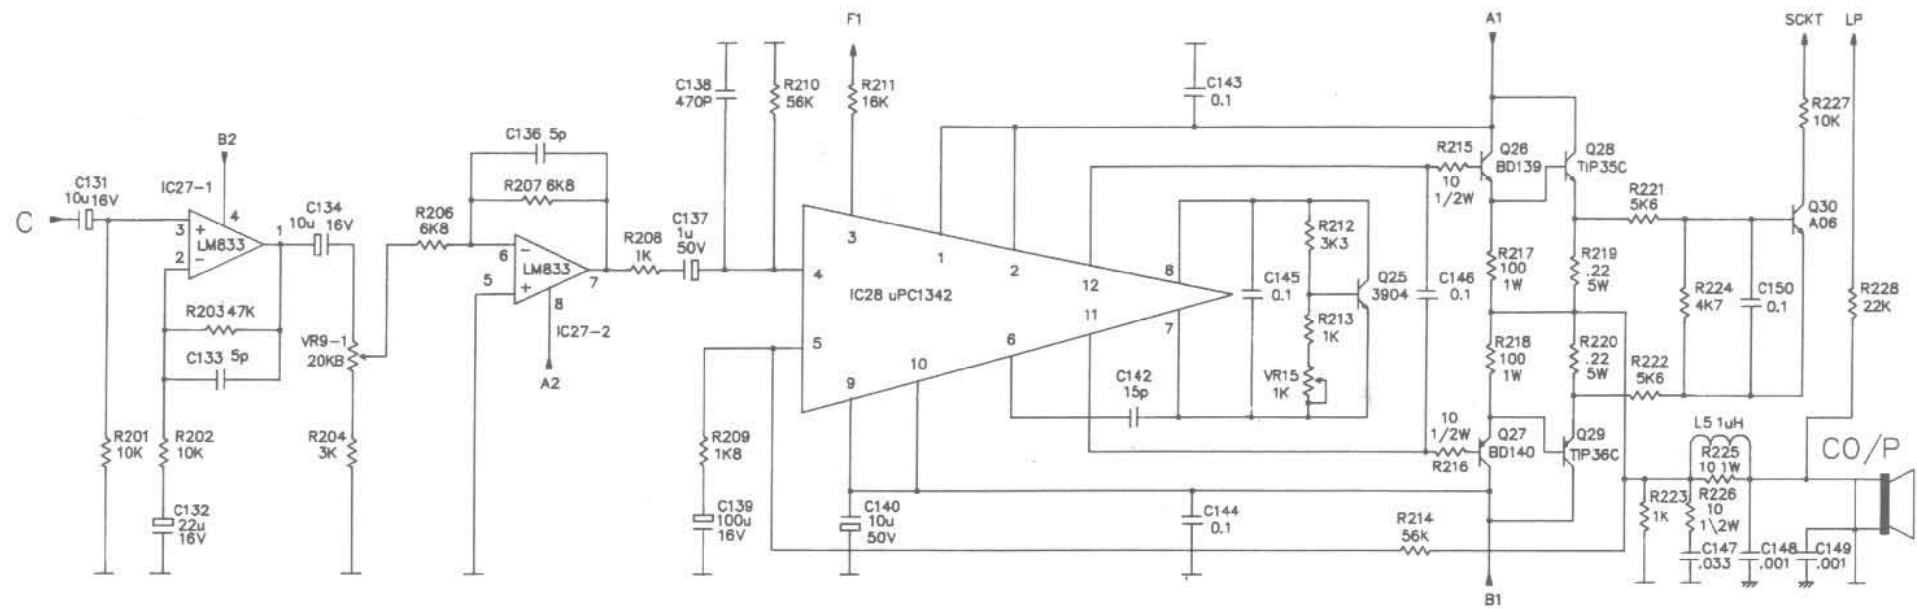 F1
A1
SCKT
LP
C138
470P
R210
56K
R211
16K
C143
0.1
R227
10K
B2
C136 5p
R207 6K8
R215
10
1/2W
Q26
BD139
Q28
TIP35C
C131
10u 16V
IC27-1
C134
10u 16V
R206
6K8
C137
1u
50V
R208
1K
R221
5K6
Q30
A06
C
4
3
+
LM833
2
-
1
6
-
LM833
5
+
7
8
3
4
1
2
12
8
R212
3K3
C145
0.1
Q25
3904
C146
0.1
R217
100
1W
R219
.22
5W
R224
4K7
C150
0.1
R228
22K
IC28 uPC1342
R203 47K
C133 5p
VR9-1
20KB
IC27-2
A2
5
6
11
7
9
10
R213
1K
VR15
1K
C142
15p
R218
100
1W
R220
.22
5W
R222
5K6
R201
10K
R202
10K
R204
3K
R209
1K8
10
1/2W
R216
Q27
BD140
Q29
TIP36C
L5 1uH
R225
10 1W
CO/P
C132
22u
16V
C139
100u
16V
C140
10u
50V
C144
0.1
R214
56K
R223
1K
R226
10
1\2W
C147
.033
C148
.001
C149
.001
B1